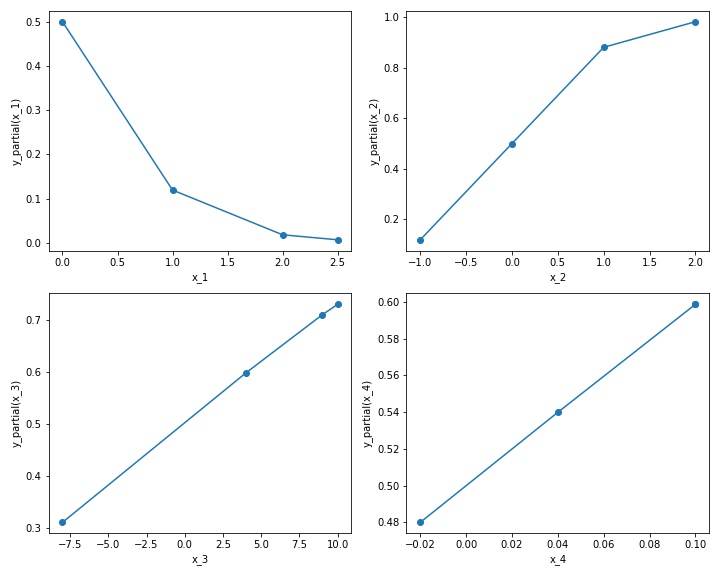 0.5
0.4
0.3
0.2
0.1
0.0
y_partial(x_1)
0.0 0.5 1.0 1.5 2.0 2.5
x_1
1.0
0.8
0.6
0.4
0.2
y_partial(x_2)
−1.0 −0.5 0.0 0.5 1.0 1.5 2.0
x_2
0.7
0.6
0.5
0.4
0.3
y_partial(x_3)
−7.5 −5.0 −2.5 0.0 2.5 5.0 7.5 10.0
x_3
0.60
0.58
0.56
0.54
0.52
0.50
0.48
y_partial(x_4)
−0.02 0.00 0.02 0.04 0.06 0.08 0.10
x_4